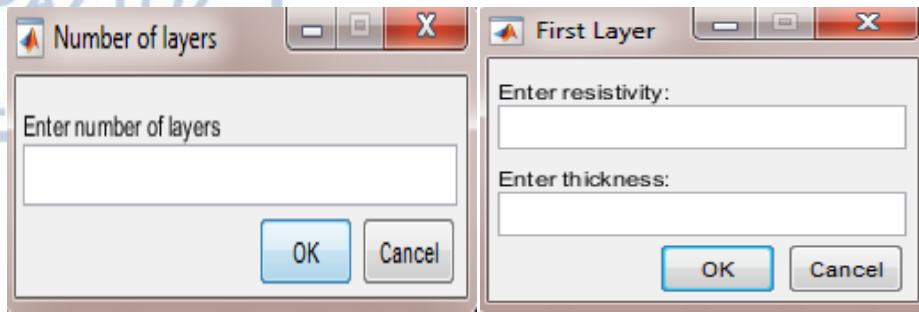 Number of layers
Enter number of layers
OK
Cancel
First Layer
Enter resistivity:
Enter thickness:
OK
Cancel